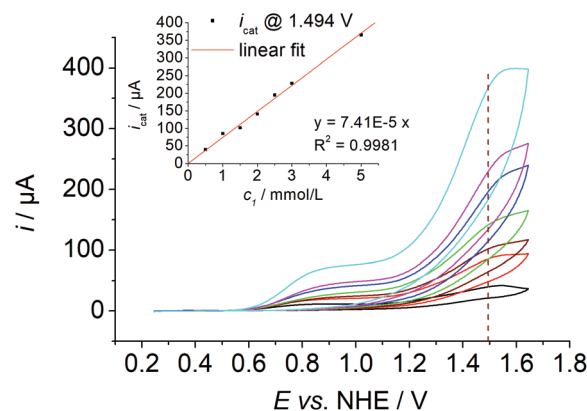 400
350
300
250
200
150
100
50
0
i_cat / µA
i_cat @ 1.494 V
linear fit
y = 7.41E-5 x
R² = 0.9981
0 1 2 3 4 5
c_1 / mmol/L
400
300
200
100
0
i / µA
0.2 0.4 0.6 0.8 1.0 1.2 1.4 1.6 1.8
E vs. NHE / V